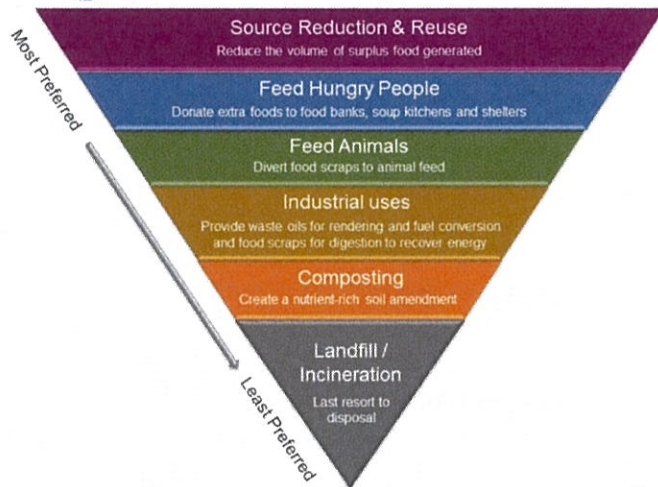 Source Reduction & Reuse
Reduce the volume of surplus food generated
Feed Hungry People
Donate extra foods to food banks, soup kitchens and shelters
Feed Animals
Divert food scraps to animal feed
Industrial uses
Provide waste oils for rendering and fuel conversion
and food scraps for digestion to recover energy
Composting
Create a nutrient-rich soil amendment
Landfill /
Incineration
Last resort to
disposal
Most Preferred
Least Preferred